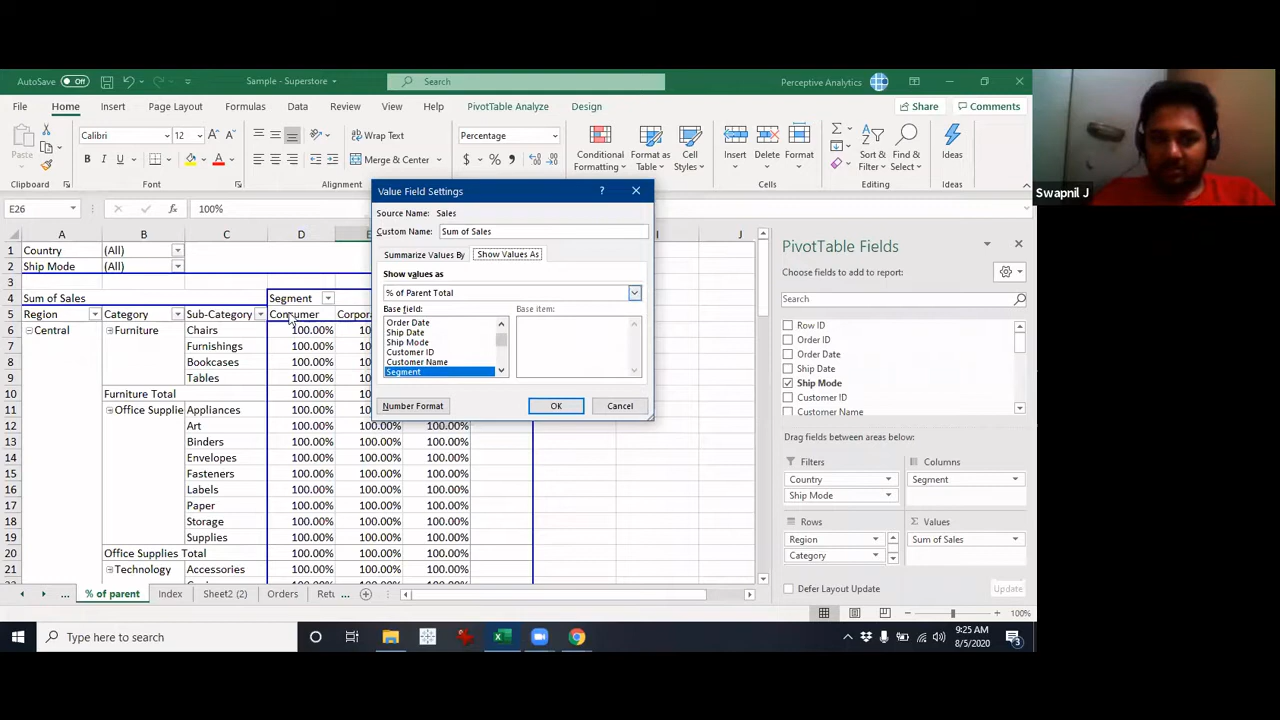 AutoSave Off Sample - Superstore Search Perceptive Analytics
File Home Insert Page Layout Formulas Data Review View Help PivotTable Analyze Design Share Comments
Calibri 12 A A Wrap Text Percentage Σ
Paste B I U A Merge & Center $ % Conditional Formatting Format as Table Cell Styles Insert Delete Format Sort & Filter Find & Select Ideas
Clipboard Font Alignment Cells Editing Ideas
Swapnil J
E26 fx 100%
Value Field Settings ?
Source Name: Sales
Custom Name: Sum of Sales
Summarize Values By Show Values As
Show values as
% of Parent Total
Base field: Base item:
Order Date
Ship Date
Ship Mode
Customer ID
Customer Name
Segment
Number Format OK Cancel
A B C D E I J
1 Country (All)
2 Ship Mode (All)
3
4 Sum of Sales Segment
5 Region Category Sub-Category Consumer Corpor
6 Central Furniture Chairs 100.00% 10
7 Furnishings 100.00% 10
8 Bookcases 100.00% 10
9 Tables 100.00% 10
10 Furniture Total 100.00% 10
11 Office Supplie Appliances 100.00% 10
12 Art 100.00% 100.00% 100.00%
13 Binders 100.00% 100.00% 100.00%
14 Envelopes 100.00% 100.00% 100.00%
15 Fasteners 100.00% 100.00% 100.00%
16 Labels 100.00% 100.00% 100.00%
17 Paper 100.00% 100.00% 100.00%
18 Storage 100.00% 100.00% 100.00%
19 Supplies 100.00% 100.00% 100.00%
20 Office Supplies Total 100.00% 100.00% 100.00%
21 Technology Accessories 100.00% 100.00% 100.00%
PivotTable Fields
Choose fields to add to report:
Search
Row ID
Order ID
Order Date
Ship Date
Ship Mode
Customer ID
Customer Name
Drag fields between areas below:
Filters Columns
Country Segment
Ship Mode
Rows Σ Values
Region Sum of Sales
Category
Defer Layout Update Update
... % of parent Index Sheet2 (2) Orders Retu ...
100%
Type here to search
9:25 AM
8/5/2020
3